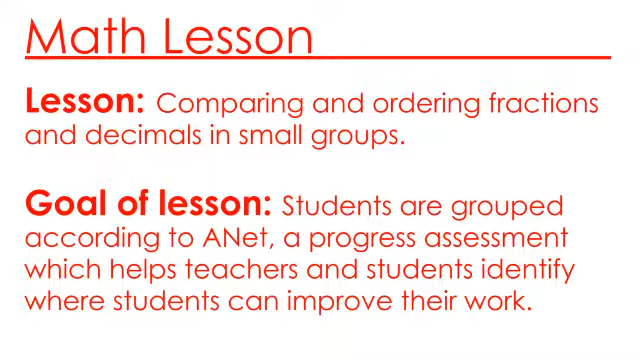 Math Lesson
Lesson: Comparing and ordering fractions
and decimals in small groups.
Goal of lesson: Students are grouped
according to ANet, a progress assessment
which helps teachers and students identify
where students can improve their work.